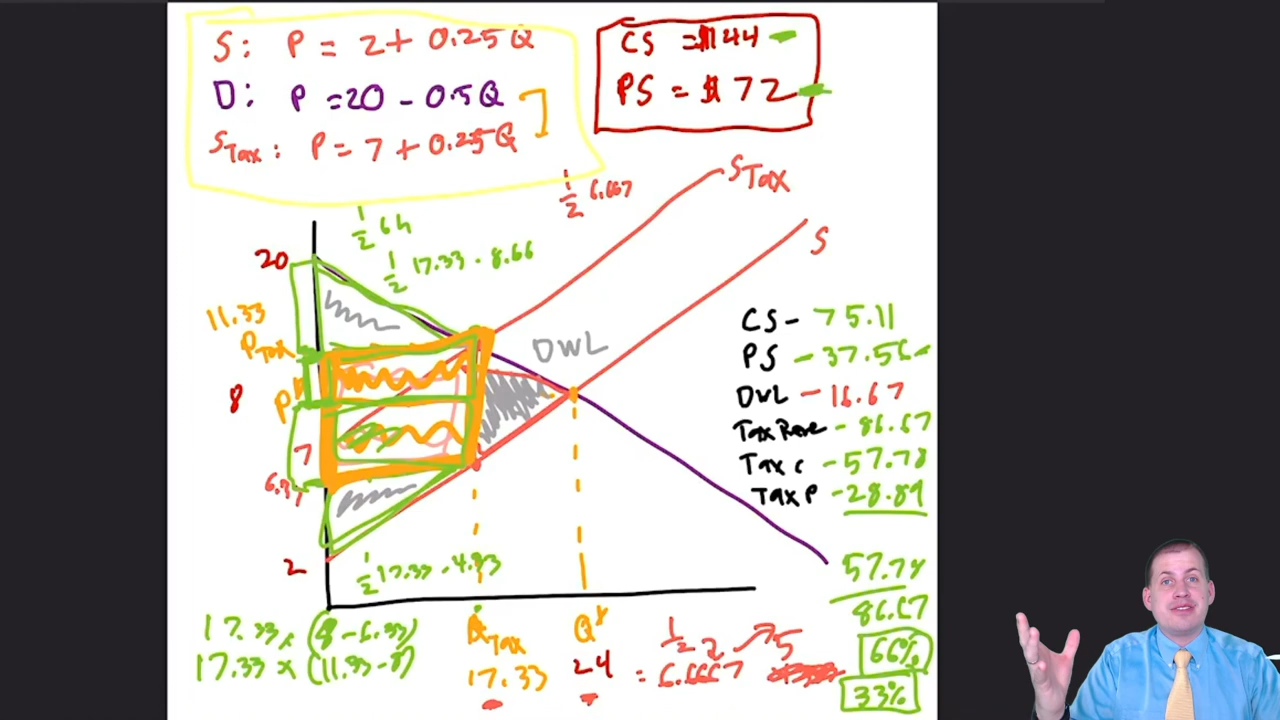 S: P = 2 + 0.25Q
D: P = 20 - 0.5Q
STax: P = 7 + 0.25Q
CS = $144
PS = $72
1/2 6.667
STax
S
1/2 bh
1/2 17.33 - 8.66
20
11.33
PTax
P*
8
7
6.33
2
DWL
CS - 75.11
PS - 37.56
DWL - 16.67
Tax Reve - 86.67
Tax C - 57.78
Tax P - 28.89
1/2 17.33 - 4.33
17.33 x (8 - 6.33)
17.33 x (11.33 - 8)
QTax
17.33
Q*
24
1/2 2 5
= 6.6667
57.78
86.67
66%
33%